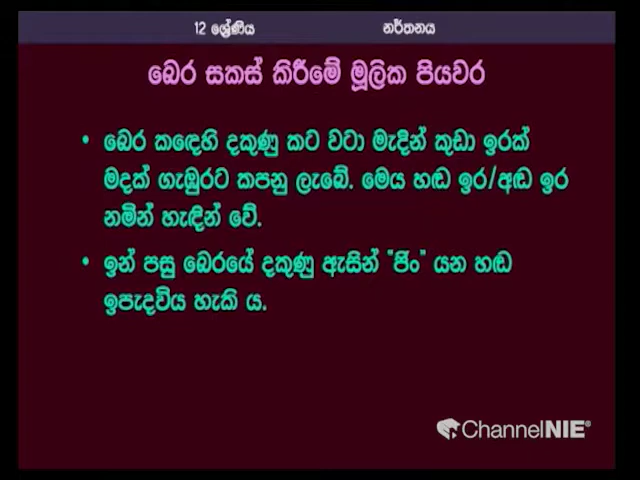 12 ශ්‍රේණිය නර්තනය
බෙර සකස් කිරීමේ මූලික පියවර
• බෙර කඳෙහි දකුණු කට වටා මැදින් කුඩා ඉරක්
මදක් ගැඹුරට කපනු ලැබේ. මෙය හඬ ඉර/අඬ ඉර
නමින් හැඳින් වේ.
• ඉන් පසු බෙරයේ දකුණු ඇසින් "ජිං" යන හඬ
ඉපැදවිය හැකි ය.
ChannelNIE®